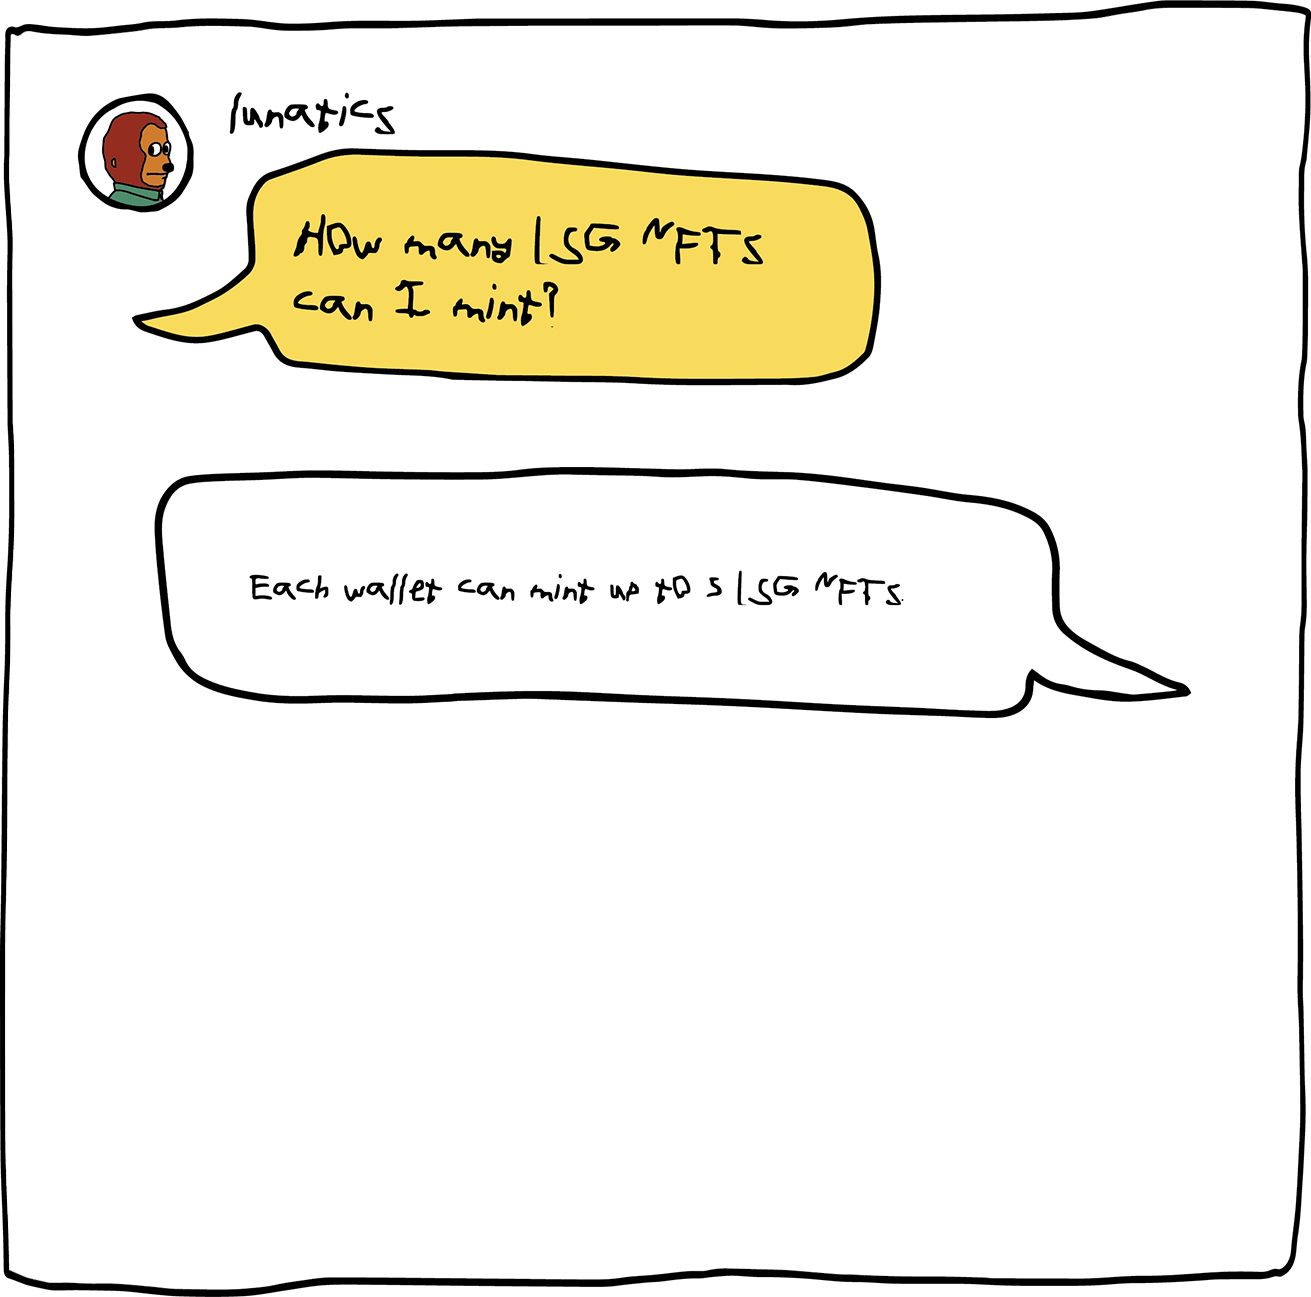 lunatics
How many LSG NFTS
can I mint?
Each wallet can mint up to 5 LSG NFTS.